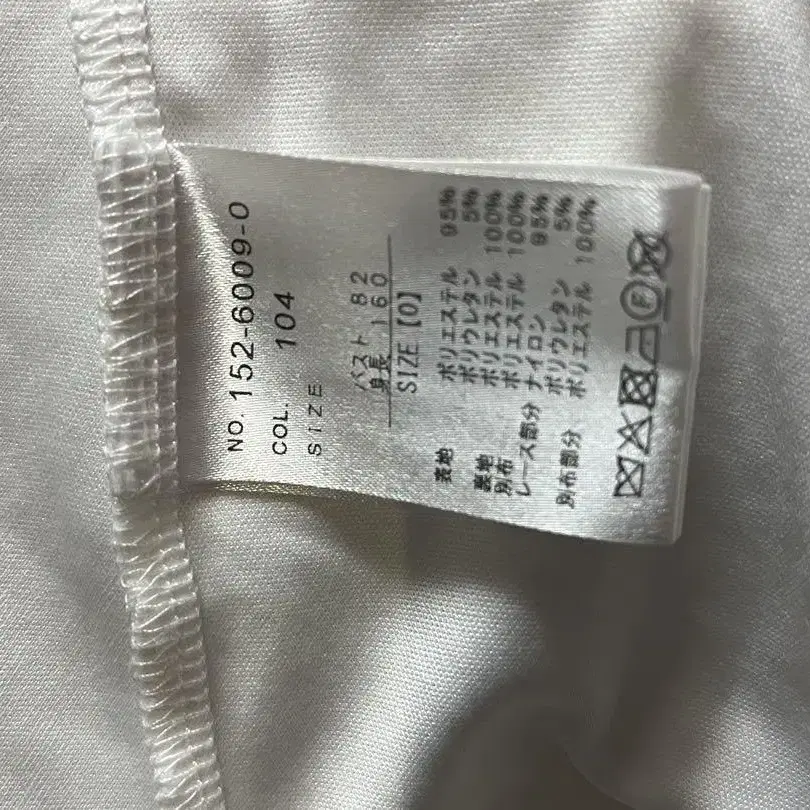 NO. 152-6009-0
COL. 104
SIZE
バスト 82
身長 160
SIZE [0]
表地 ポリエステル 95%
ポリウレタン 5%
裏地 ポリエステル 100%
別布 ポリエステル 100%
レース部分 ナイロン 95%
ポリウレタン 5%
別布部分 ポリエステル 100%
F